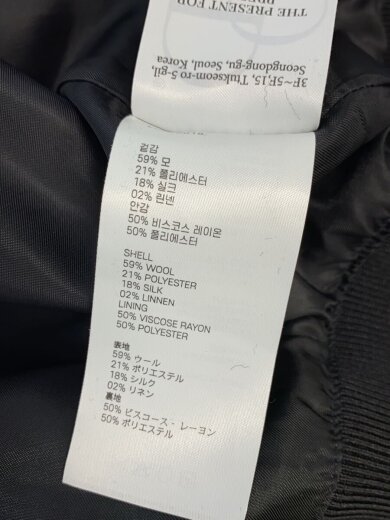 THE PRESENT FOR
3F~5F.15, Ttukseom-ro 5-gil,
Seongdong-gu, Seoul, Korea
겉감
59% 모
21% 폴리에스터
18% 실크
02% 린넨
안감
50% 비스코스 레이온
50% 폴리에스터
SHELL
59% WOOL
21% POLYESTER
18% SILK
02% LINNEN
LINING
50% VISCOSE RAYON
50% POLYESTER
表地
59% ウール
21% ポリエステル
18% シルク
02% リネン
裏地
50% ビスコース - レーヨン
50% ポリエステル